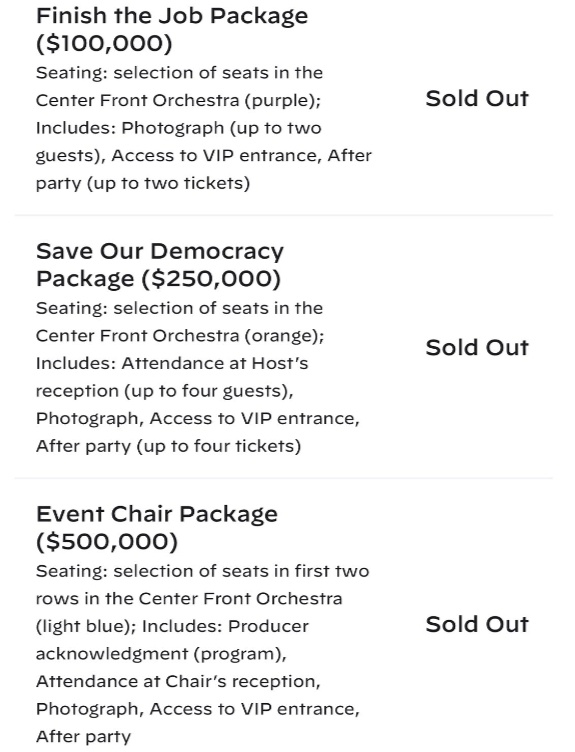 Finish the Job Package
($100,000)
Seating: selection of seats in the
Center Front Orchestra (purple);
Includes: Photograph (up to two
guests), Access to VIP entrance, After
party (up to two tickets)
Sold Out
Save Our Democracy
Package ($250,000)
Seating: selection of seats in the
Center Front Orchestra (orange);
Includes: Attendance at Host's
reception (up to four guests),
Photograph, Access to VIP entrance,
After party (up to four tickets)
Sold Out
Event Chair Package
($500,000)
Seating: selection of seats in first two
rows in the Center Front Orchestra
(light blue); Includes: Producer
acknowledgment (program),
Attendance at Chair's reception,
Photograph, Access to VIP entrance,
After party
Sold Out